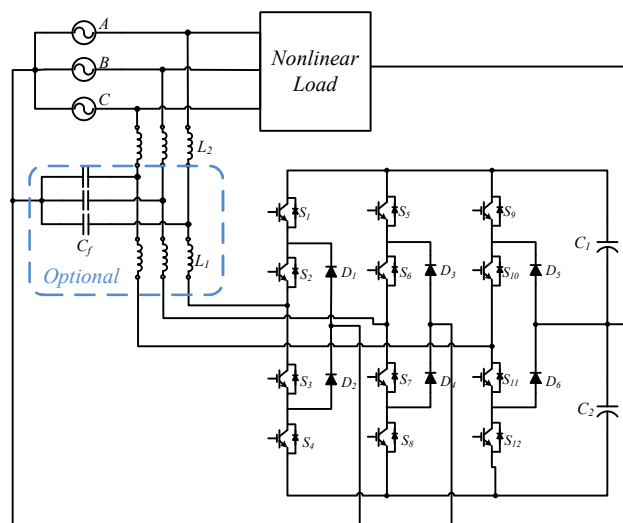 A
B
C
Nonlinear
Load
L2
Cf
L1
Optional
S1
S5
S9
S2
D1
S6
D3
S10
D5
C1
S3
D2
S7
D4
S11
D6
C2
S4
S8
S12